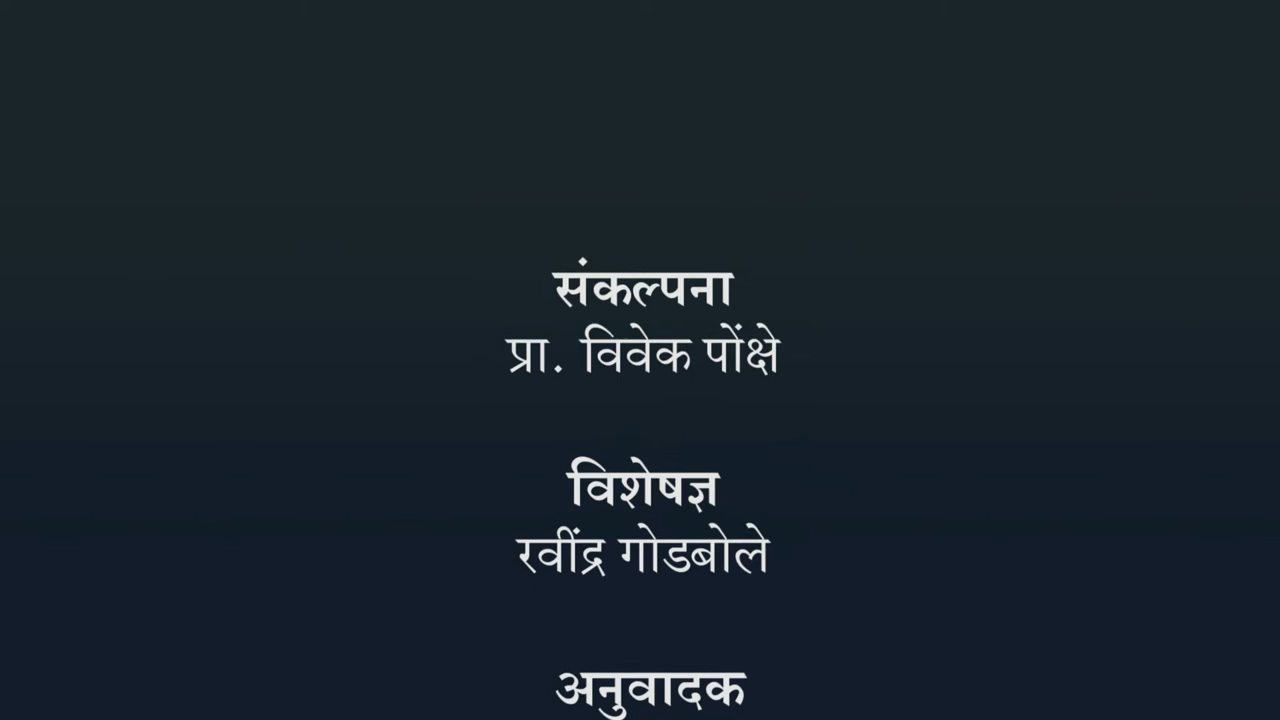 संकल्पना
प्रा. विवेक पोंक्षे
विशेषज्ञ
रवींद्र गोडबोले
अनुवादक